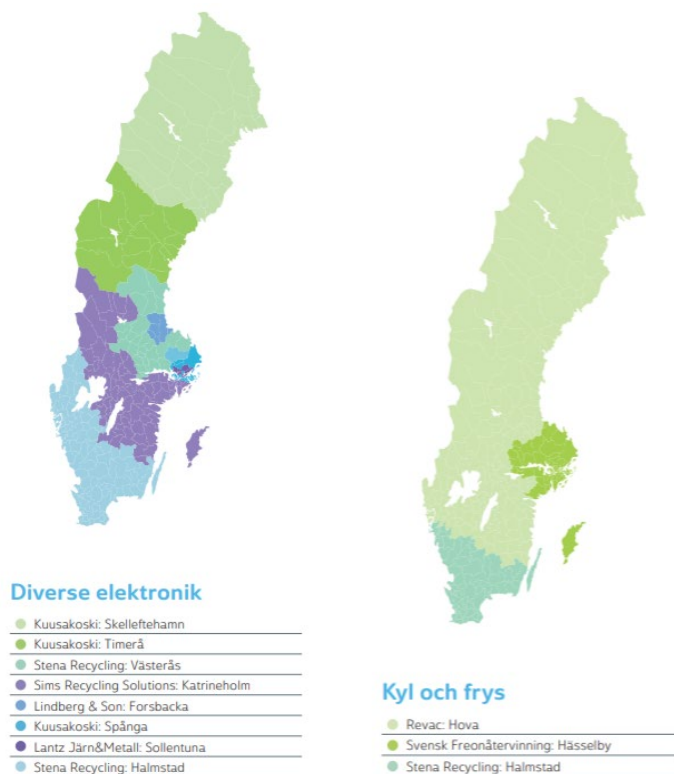 Diverse elektronik
Kuusakoski: Skelleftehamn
Kuusakoski: Timerå
Stena Recycling: Västerås
Sims Recycling Solutions: Katrineholm
Lindberg & Son: Forsbacka
Kuusakoski: Spånga
Lantz Järn&Metall: Sollentuna
Stena Recycling: Halmstad
Kyl och frys
Revac: Hova
Svensk Freonåtervinning: Hässelby
Stena Recycling: Halmstad